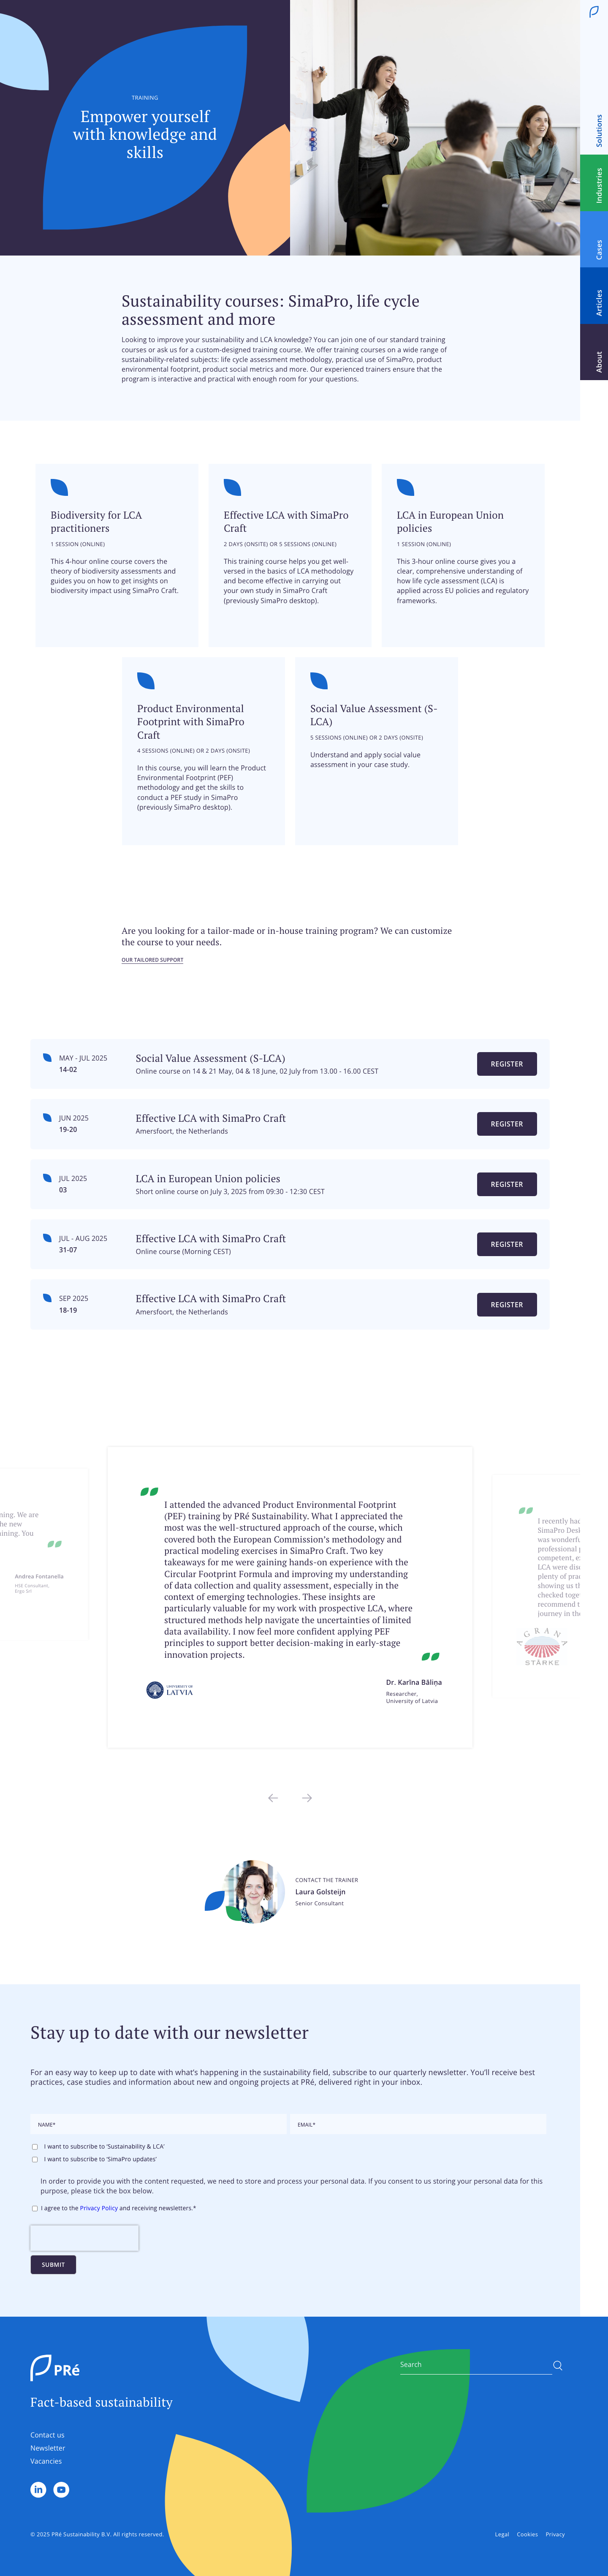 TRAINING
Empower yourself
with knowledge and
skills
Solutions
Industries
Cases
Articles
About
Sustainability courses: SimaPro, life cycle
assessment and more
Looking to improve your sustainability and LCA knowledge? You can join one of our standard training
courses or ask us for a custom-designed training course. We offer training courses on a wide range of
sustainability-related subjects: life cycle assessment methodology, practical use of SimaPro, product
environmental footprint, product social metrics and more. Our experienced trainers ensure that the
program is interactive and practical with enough room for your questions.
Biodiversity for LCA
practitioners
1 SESSION (ONLINE)
This 4-hour online course covers the
theory of biodiversity assessments and
guides you on how to get insights on
biodiversity impact using SimaPro Craft.
Effective LCA with SimaPro
Craft
2 DAYS (ONSITE) OR 5 SESSIONS (ONLINE)
This training course helps you get well-
versed in the basics of LCA methodology
and become effective in carrying out
your own study in SimaPro Craft
(previously SimaPro desktop).
LCA in European Union
policies
1 SESSION (ONLINE)
This 3-hour online course gives you a
clear, comprehensive understanding of
how life cycle assessment (LCA) is
applied across EU policies and regulatory
frameworks.
Product Environmental
Footprint with SimaPro
Craft
4 SESSIONS (ONLINE) OR 2 DAYS (ONSITE)
In this course, you will learn the Product
Environmental Footprint (PEF)
methodology and get the skills to
conduct a PEF study in SimaPro
(previously SimaPro desktop).
Social Value Assessment (S-
LCA)
5 SESSIONS (ONLINE) OR 2 DAYS (ONSITE)
Understand and apply social value
assessment in your case study.
Are you looking for a tailor-made or in-house training program? We can customize
the course to your needs.
OUR TAILORED SUPPORT
MAY - JUL 2025
14-02
Social Value Assessment (S-LCA)
Online course on 14 & 21 May, 04 & 18 June, 02 July from 13.00 - 16.00 CEST
REGISTER
JUN 2025
19-20
Effective LCA with SimaPro Craft
Amersfoort, the Netherlands
REGISTER
JUL 2025
03
LCA in European Union policies
Short online course on July 3, 2025 from 09:30 - 12:30 CEST
REGISTER
JUL - AUG 2025
31-07
Effective LCA with SimaPro Craft
Online course (Morning CEST)
REGISTER
SEP 2025
18-19
Effective LCA with SimaPro Craft
Amersfoort, the Netherlands
REGISTER
ning. We are
he new
ining. You
Andrea Fontanella
HSE Consultant,
Ergo Srl
I attended the advanced Product Environmental Footprint
(PEF) training by PRé Sustainability. What I appreciated the
most was the well-structured approach of the course, which
covered both the European Commission's methodology and
practical modeling exercises in SimaPro Craft. Two key
takeaways for me were gaining hands-on experience with the
Circular Footprint Formula and improving my understanding
of data collection and quality assessment, especially in the
context of emerging technologies. These insights are
particularly valuable for my work with prospective LCA, where
structured methods help navigate the uncertainties of limited
data availability. I now feel more confident applying PEF
principles to support better decision-making in early-stage
innovation projects.
UNIVERSITY OF
LATVIA
Dr. Karīna Bāliņa
Researcher,
University of Latvia
I recently had
SimaPro Desk
was wonderfu
professional p
competent, e
LCA were disc
plenty of prac
showing us th
checked toge
recommend t
journey in the
AGRANA
STÄRKE
CONTACT THE TRAINER
Laura Golsteijn
Senior Consultant
Stay up to date with our newsletter
For an easy way to keep up to date with what's happening in the sustainability field, subscribe to our quarterly newsletter. You'll receive best
practices, case studies and information about new and ongoing projects at PRé, delivered right in your inbox.
NAME*
EMAIL*
I want to subscribe to 'Sustainability & LCA'
I want to subscribe to 'SimaPro updates'
In order to provide you with the content requested, we need to store and process your personal data. If you consent to us storing your personal data for this
purpose, please tick the box below.
I agree to the Privacy Policy and receiving newsletters.*
SUBMIT
PRé
Search
Fact-based sustainability
Contact us
Newsletter
Vacancies
in
© 2025 PRé Sustainability B.V. All rights reserved.
Legal Cookies Privacy